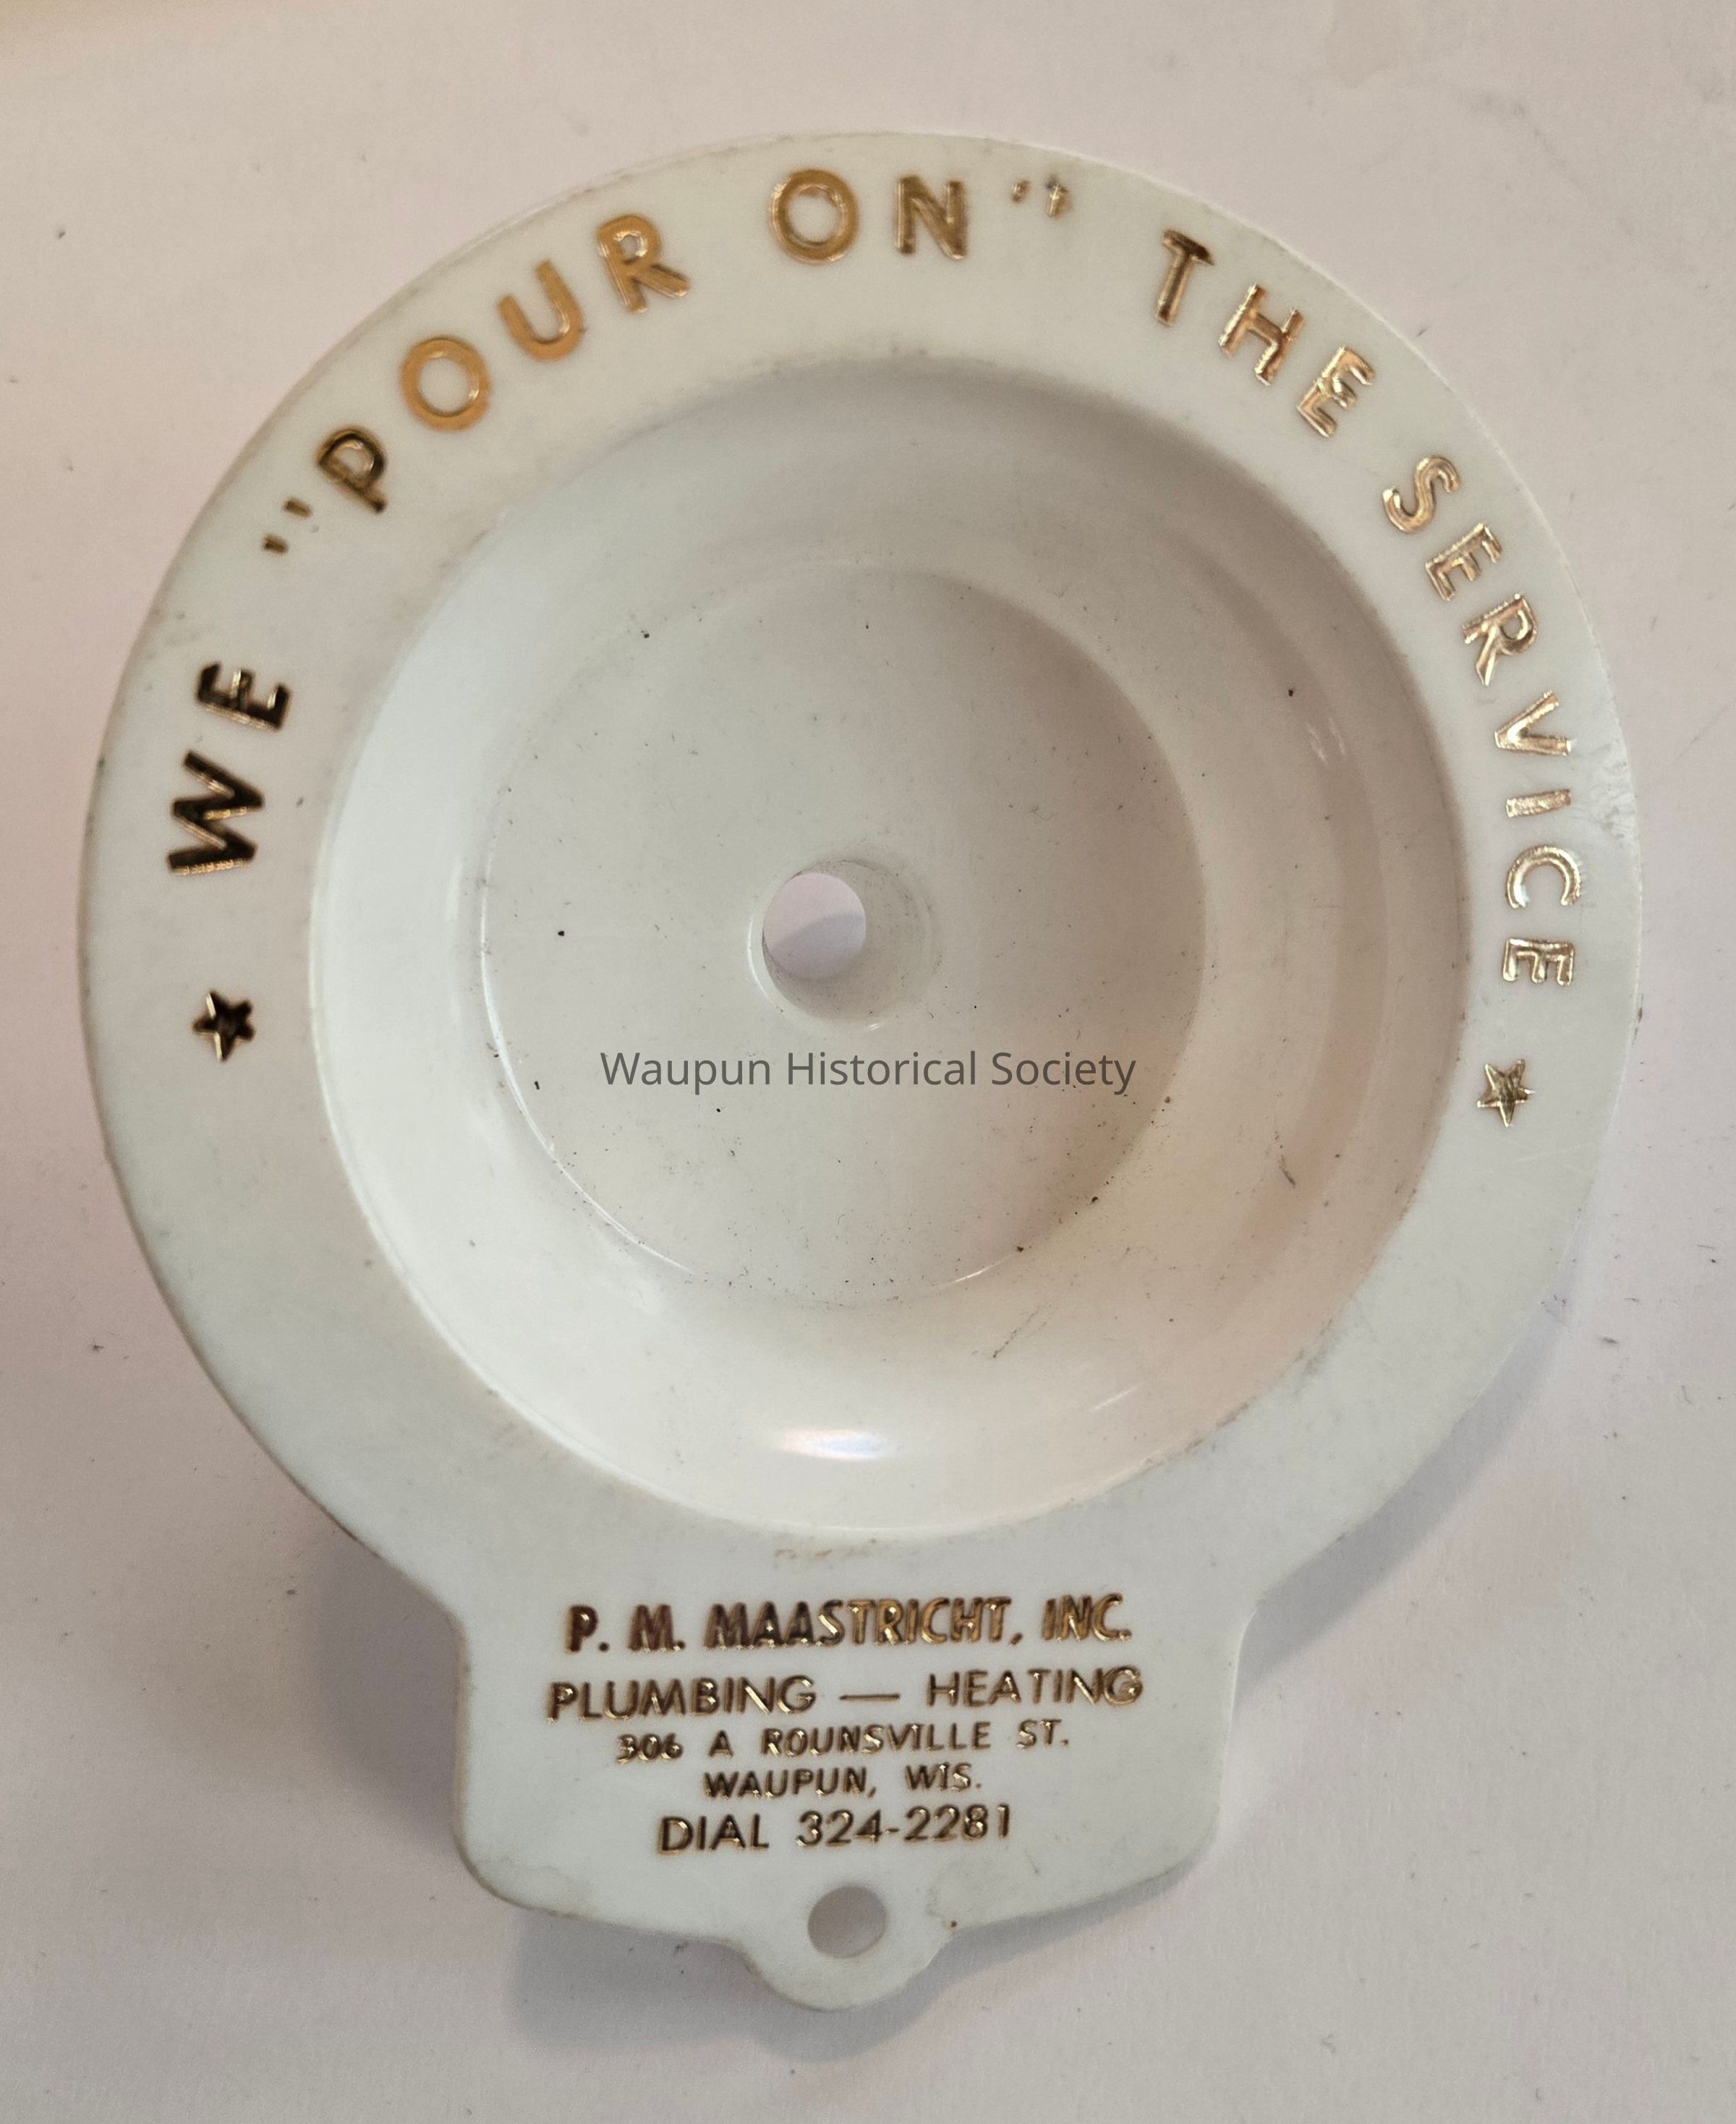 ★ WE "POUR ON" THE SERVICE ★
Waupun Historical Society
P. M. MAASTRICHT, INC.
PLUMBING — HEATING
306 A ROUNSVILLE ST.
WAUPUN, WIS.
DIAL 324-2281